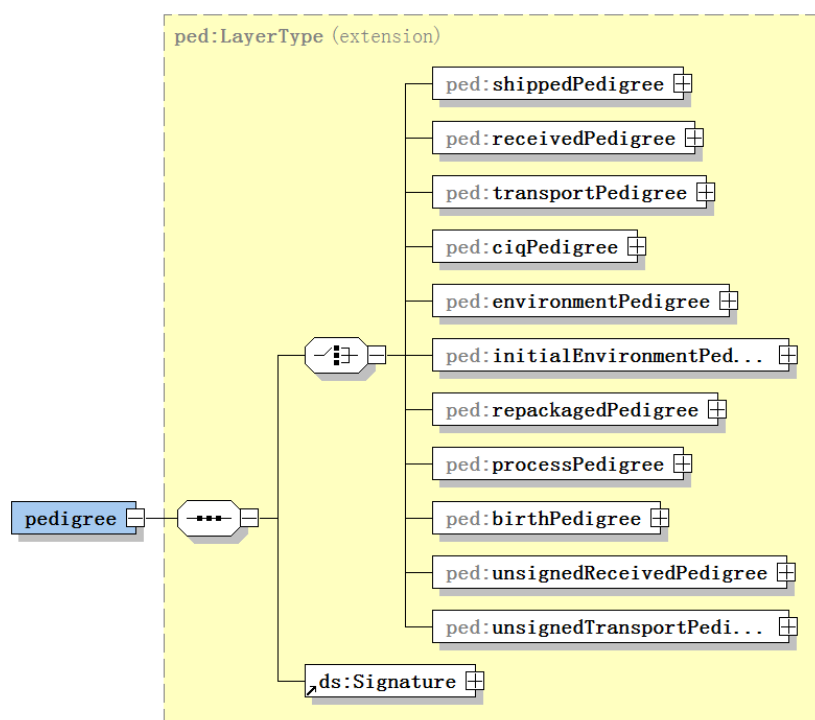 ped:LayerType (extension)
ped:shippedPedigree
ped:receivedPedigree
ped:transportPedigree
ped:ciqPedigree
ped:environmentPedigree
ped:initialEnvironmentPed...
ped:repackagedPedigree
ped:processPedigree
pedigree
ped:birthPedigree
ped:unsignedReceivedPedigree
ped:unsignedTransportPedi...
ds:Signature